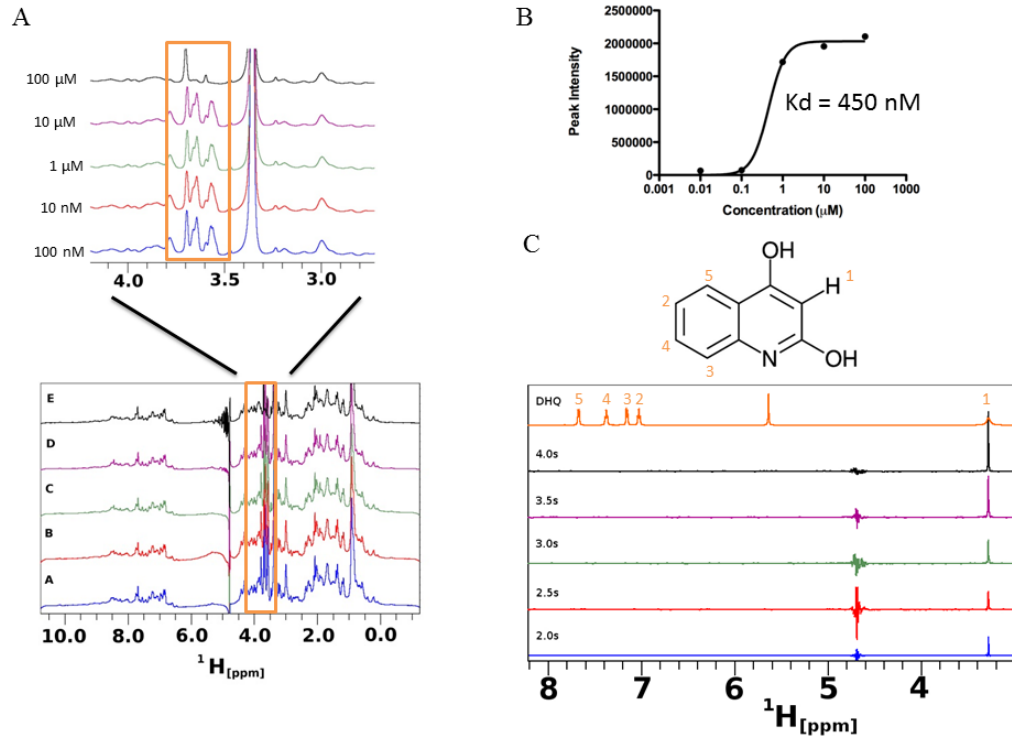 A
100 µM
10 µM
1 µM
10 nM
100 nM
4.0 3.5 3.0
E
D
C
B
A
10.0 8.0 6.0 4.0 2.0 0.0
1H[ppm]
B
2500000
2000000
1500000
1000000
500000
0
Peak Intensity
Kd = 450 nM
0.001 0.01 0.1 1 10 100 1000
Concentration (µM)
C
OH
5
H 1
2
4
OH
N
3
DHQ 5 4 3 2 1
4.0s
3.5s
3.0s
2.5s
2.0s
8 7 6 5 4
1H[ppm]